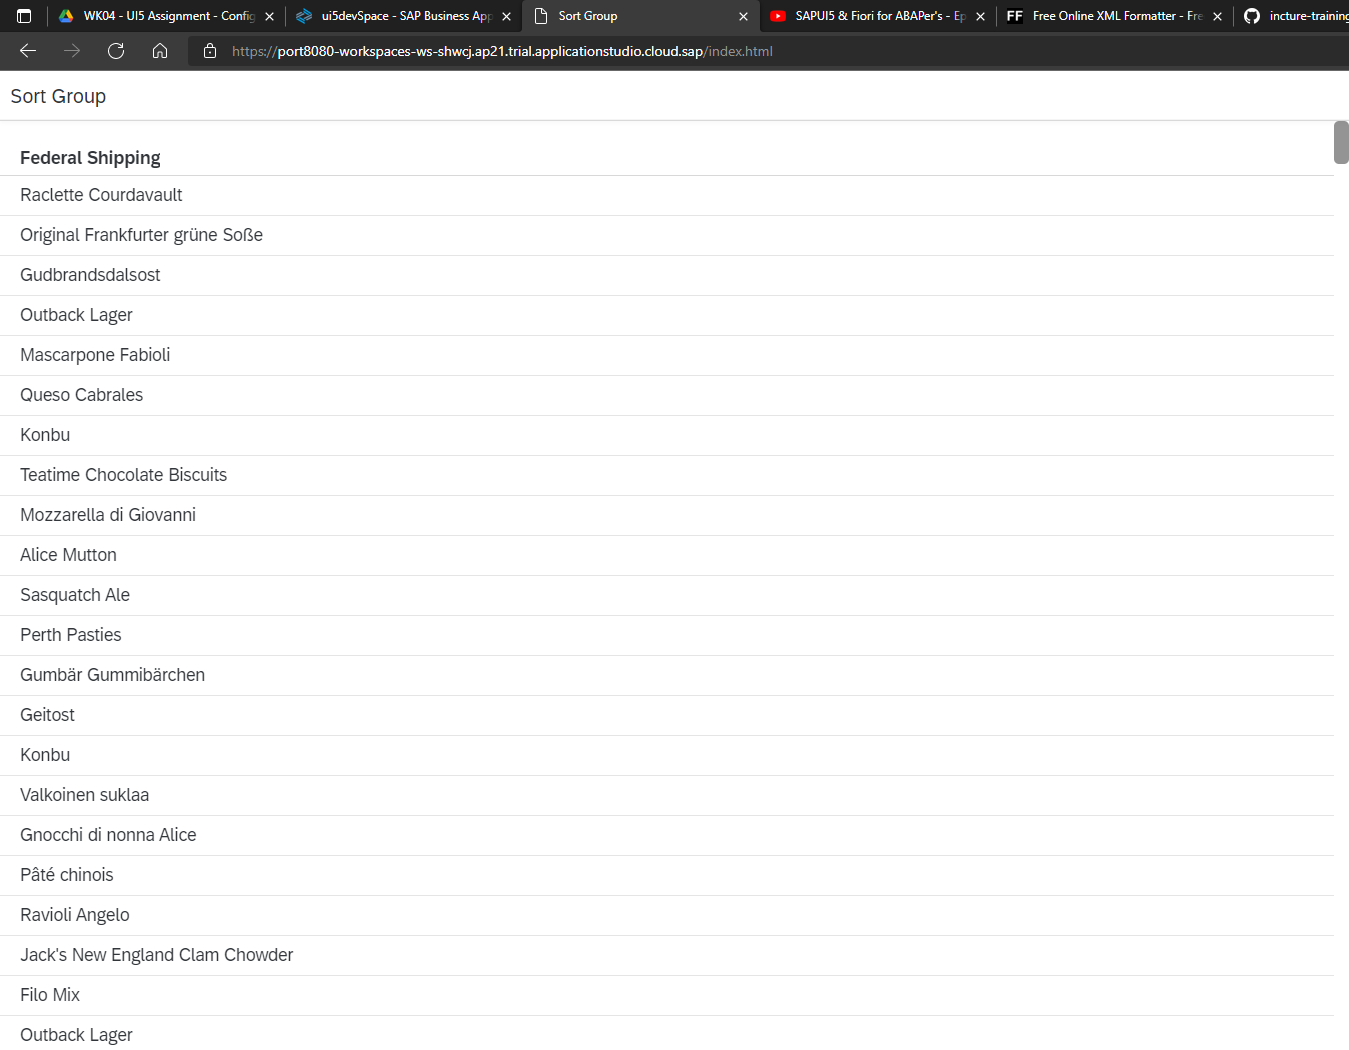 WK04 - UI5 Assignment - Config
ui5devSpace - SAP Business App
Sort Group
SAPUI5 & Fiori for ABAPer's - Ep
FF Free Online XML Formatter - Fre
incture-training
https://port8080-workspaces-ws-shwcj.ap21.trial.applicationstudio.cloud.sap/index.html
Sort Group
Federal Shipping
Raclette Courdavault
Original Frankfurter grüne Soße
Gudbrandsdalsost
Outback Lager
Mascarpone Fabioli
Queso Cabrales
Konbu
Teatime Chocolate Biscuits
Mozzarella di Giovanni
Alice Mutton
Sasquatch Ale
Perth Pasties
Gumbär Gummibärchen
Geitost
Konbu
Valkoinen suklaa
Gnocchi di nonna Alice
Pâté chinois
Ravioli Angelo
Jack's New England Clam Chowder
Filo Mix
Outback Lager